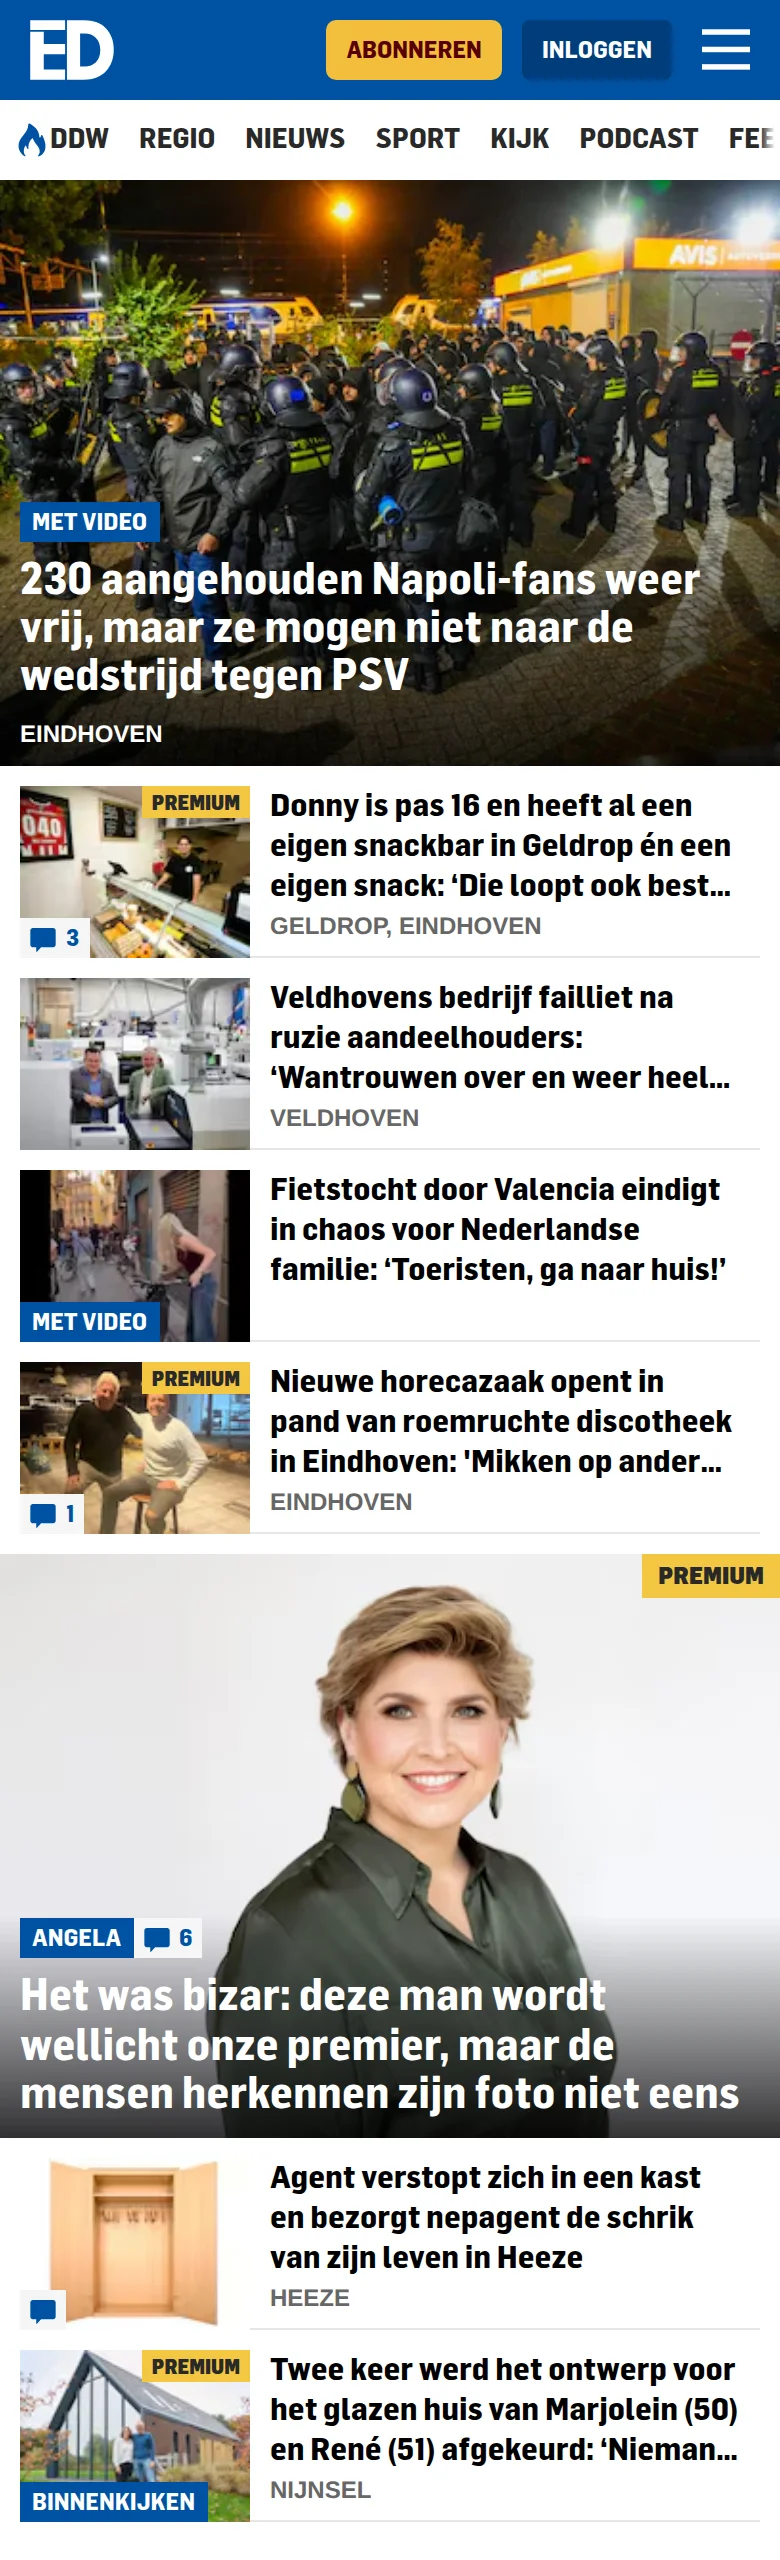 ED
ABONNEREN
INLOGGEN
DDW REGIO NIEUWS SPORT KIJK PODCAST FEE
AVIS
MET VIDEO
230 aangehouden Napoli-fans weer
vrij, maar ze mogen niet naar de
wedstrijd tegen PSV
EINDHOVEN
040
PREMIUM
3
Donny is pas 16 en heeft al een
eigen snackbar in Geldrop én een
eigen snack: ‘Die loopt ook best...
GELDROP, EINDHOVEN
Veldhovens bedrijf failliet na
ruzie aandeelhouders:
‘Wantrouwen over en weer heel...
VELDHOVEN
MET VIDEO
Fietstocht door Valencia eindigt
in chaos voor Nederlandse
familie: ‘Toeristen, ga naar huis!’
PREMIUM
1
Nieuwe horecazaak opent in
pand van roemruchte discotheek
in Eindhoven: 'Mikken op ander...
EINDHOVEN
PREMIUM
ANGELA
6
Het was bizar: deze man wordt
wellicht onze premier, maar de
mensen herkennen zijn foto niet eens
Agent verstopt zich in een kast
en bezorgt nepagent de schrik
van zijn leven in Heeze
HEEZE
PREMIUM
BINNENKIJKEN
Twee keer werd het ontwerp voor
het glazen huis van Marjolein (50)
en René (51) afgekeurd: ‘Nieman...
NIJNSEL